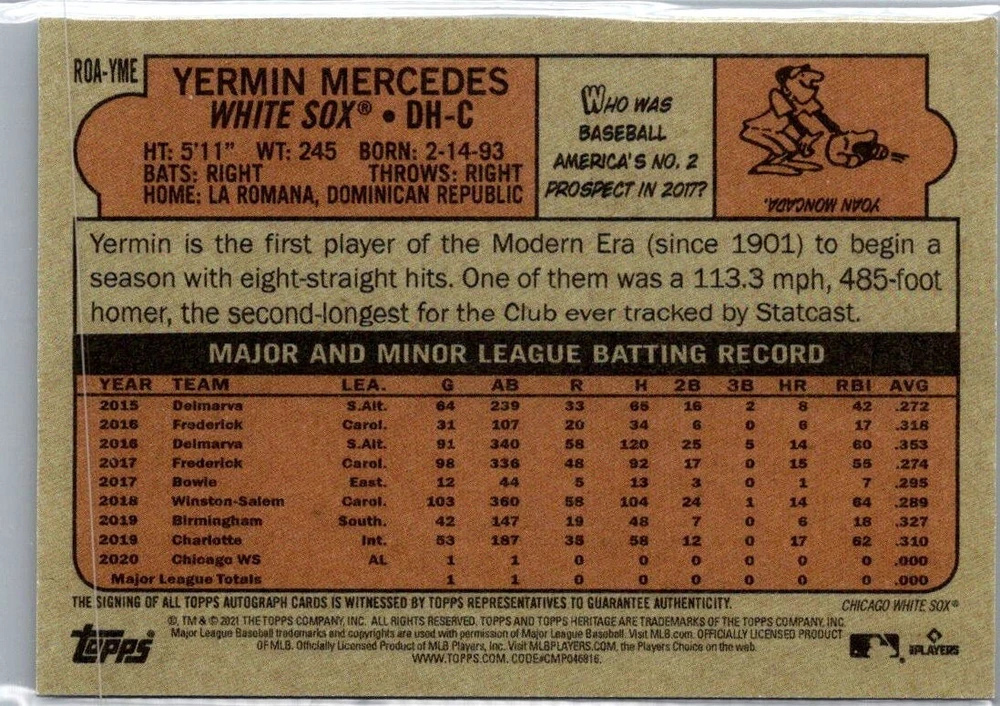 ROA-YME
YERMIN MERCEDES
WHITE SOX® • DH-C
HT: 5'11" WT: 245 BORN: 2-14-93
BATS: RIGHT THROWS: RIGHT
HOME: LA ROMANA, DOMINICAN REPUBLIC
WHO WAS
BASEBALL
AMERICA'S NO. 2
PROSPECT IN 2017?
YOAN MONCADA.
Yermin is the first player of the Modern Era (since 1901) to begin a
season with eight-straight hits. One of them was a 113.3 mph, 485-foot
homer, the second-longest for the Club ever tracked by Statcast.
MAJOR AND MINOR LEAGUE BATTING RECORD
YEAR TEAM LEA. G AB R H 2B 3B HR RBI AVG
2015 Delmarva S.Alt. 64 239 33 65 16 2 8 42 .272
2016 Frederick Carol. 31 107 20 34 6 0 6 17 .318
2016 Delmarva S.Alt. 91 340 58 120 25 5 14 60 .353
2017 Frederick Carol. 98 336 48 92 17 0 15 55 .274
2017 Bowie East. 12 44 5 13 3 0 1 7 .295
2018 Winston-Salem Carol. 103 360 58 104 24 1 14 64 .289
2019 Birmingham South. 42 147 19 48 7 0 6 18 .327
2019 Charlotte Int. 53 187 35 58 12 0 17 62 .310
2020 Chicago WS AL 1 1 0 0 0 0 0 0 .000
Major League Totals 1 1 0 0 0 0 0 0 .000
THE SIGNING OF ALL TOPPS AUTOGRAPH CARDS IS WITNESSED BY TOPPS REPRESENTATIVES TO GUARANTEE AUTHENTICITY.
CHICAGO WHITE SOX®
®, TM & © 2021 THE TOPPS COMPANY, INC. ALL RIGHTS RESERVED. TOPPS AND TOPPS HERITAGE ARE TRADEMARKS OF THE TOPPS COMPANY, INC.
Major League Baseball trademarks and copyrights are used with permission of Major League Baseball. Visit MLB.com. OFFICIALLY LICENSED PRODUCT
OF MLB. Officially Licensed Product of MLB Players, Inc. Visit MLBPLAYERS.COM, the Players Choice on the web.
WWW.TOPPS.COM. CODE#CMP046816.
topps®
PLAYERS